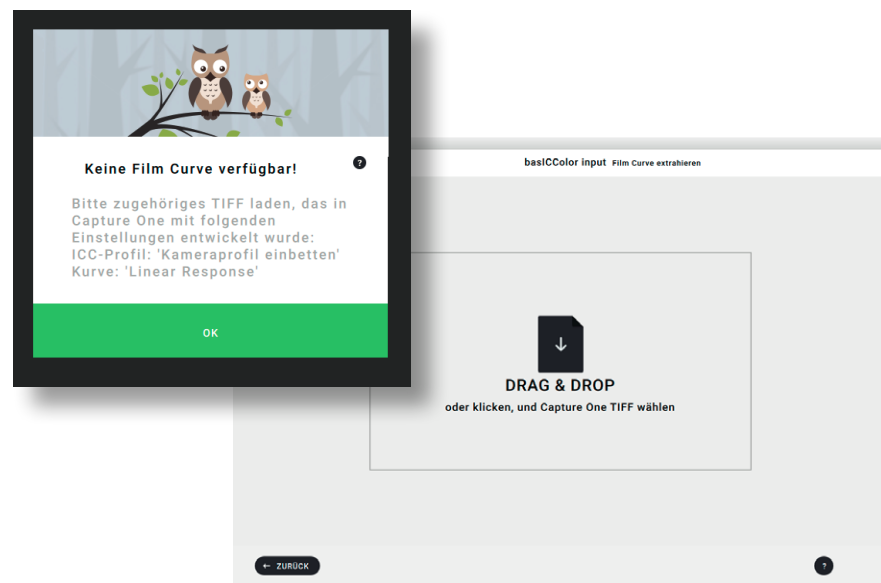 Keine Film Curve verfügbar!
?
Bitte zugehöriges TIFF laden, das in
Capture One mit folgenden
Einstellungen entwickelt wurde:
ICC-Profil: 'Kameraprofil einbetten'
Kurve: 'Linear Response'
OK
basICColor input Film Curve extrahieren
DRAG & DROP
oder klicken, und Capture One TIFF wählen
← ZURÜCK
?